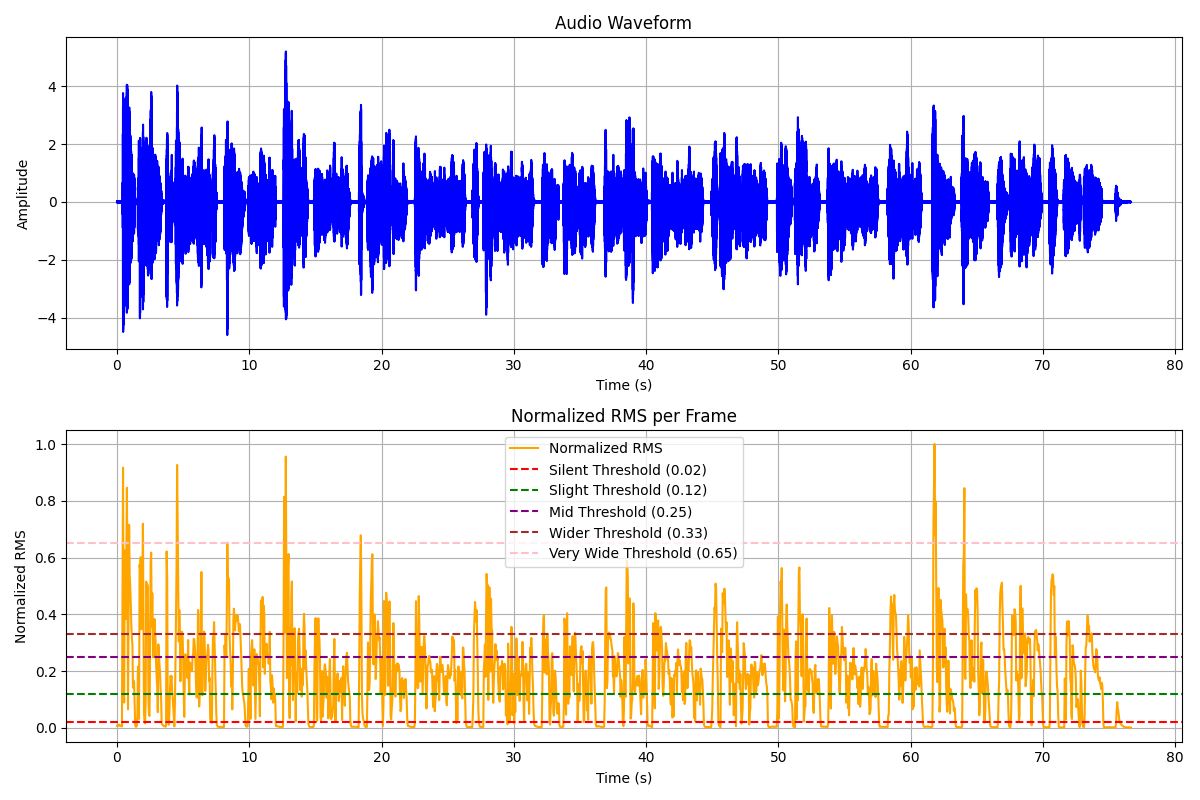 Audio Waveform
4
2
0
−2
−4
Amplitude
0 10 20 30 40 50 60 70 80
Time (s)
Normalized RMS per Frame
1.0
0.8
0.6
0.4
0.2
0.0
Normalized RMS
Normalized RMS
Silent Threshold (0.02)
Slight Threshold (0.12)
Mid Threshold (0.25)
Wider Threshold (0.33)
Very Wide Threshold (0.65)
0 10 20 30 40 50 60 70 80
Time (s)